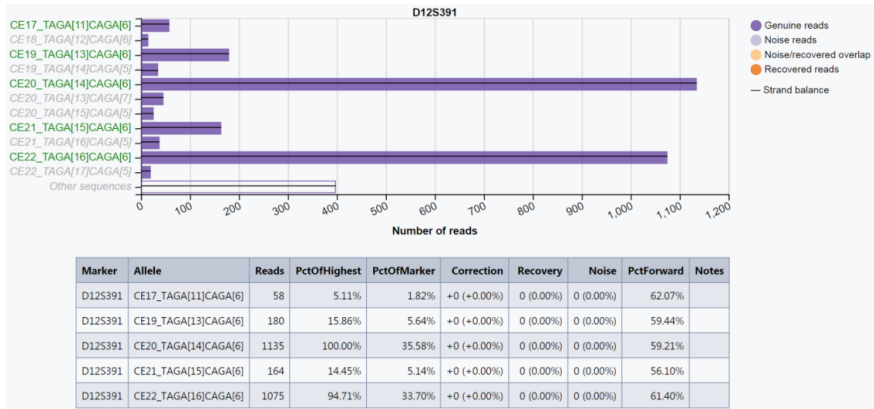 D12S391
CE17_TAGA[11]CAGA[6]
CE18_TAGA[12]CAGA[6]
CE19_TAGA[13]CAGA[6]
CE19_TAGA[14]CAGA[5]
CE20_TAGA[14]CAGA[6]
CE20_TAGA[13]CAGA[7]
CE20_TAGA[15]CAGA[5]
CE21_TAGA[15]CAGA[6]
CE21_TAGA[16]CAGA[5]
CE22_TAGA[16]CAGA[6]
CE22_TAGA[17]CAGA[5]
Other sequences
0 100 200 300 400 500 600 700 800 900 1,000 1,100 1,200
Number of reads
Genuine reads
Noise reads
Noise/recovered overlap
Recovered reads
Strand balance
Marker Allele Reads PctOfHighest PctOfMarker Correction Recovery Noise PctForward Notes
D12S391 CE17_TAGA[11]CAGA[6] 58 5.11% 1.82% +0 (+0.00%) 0 (0.00%) 0 (0.00%) 62.07%
D12S391 CE19_TAGA[13]CAGA[6] 180 15.86% 5.64% +0 (+0.00%) 0 (0.00%) 0 (0.00%) 59.44%
D12S391 CE20_TAGA[14]CAGA[6] 1135 100.00% 35.58% +0 (+0.00%) 0 (0.00%) 0 (0.00%) 59.21%
D12S391 CE21_TAGA[15]CAGA[6] 164 14.45% 5.14% +0 (+0.00%) 0 (0.00%) 0 (0.00%) 56.10%
D12S391 CE22_TAGA[16]CAGA[6] 1075 94.71% 33.70% +0 (+0.00%) 0 (0.00%) 0 (0.00%) 61.40%